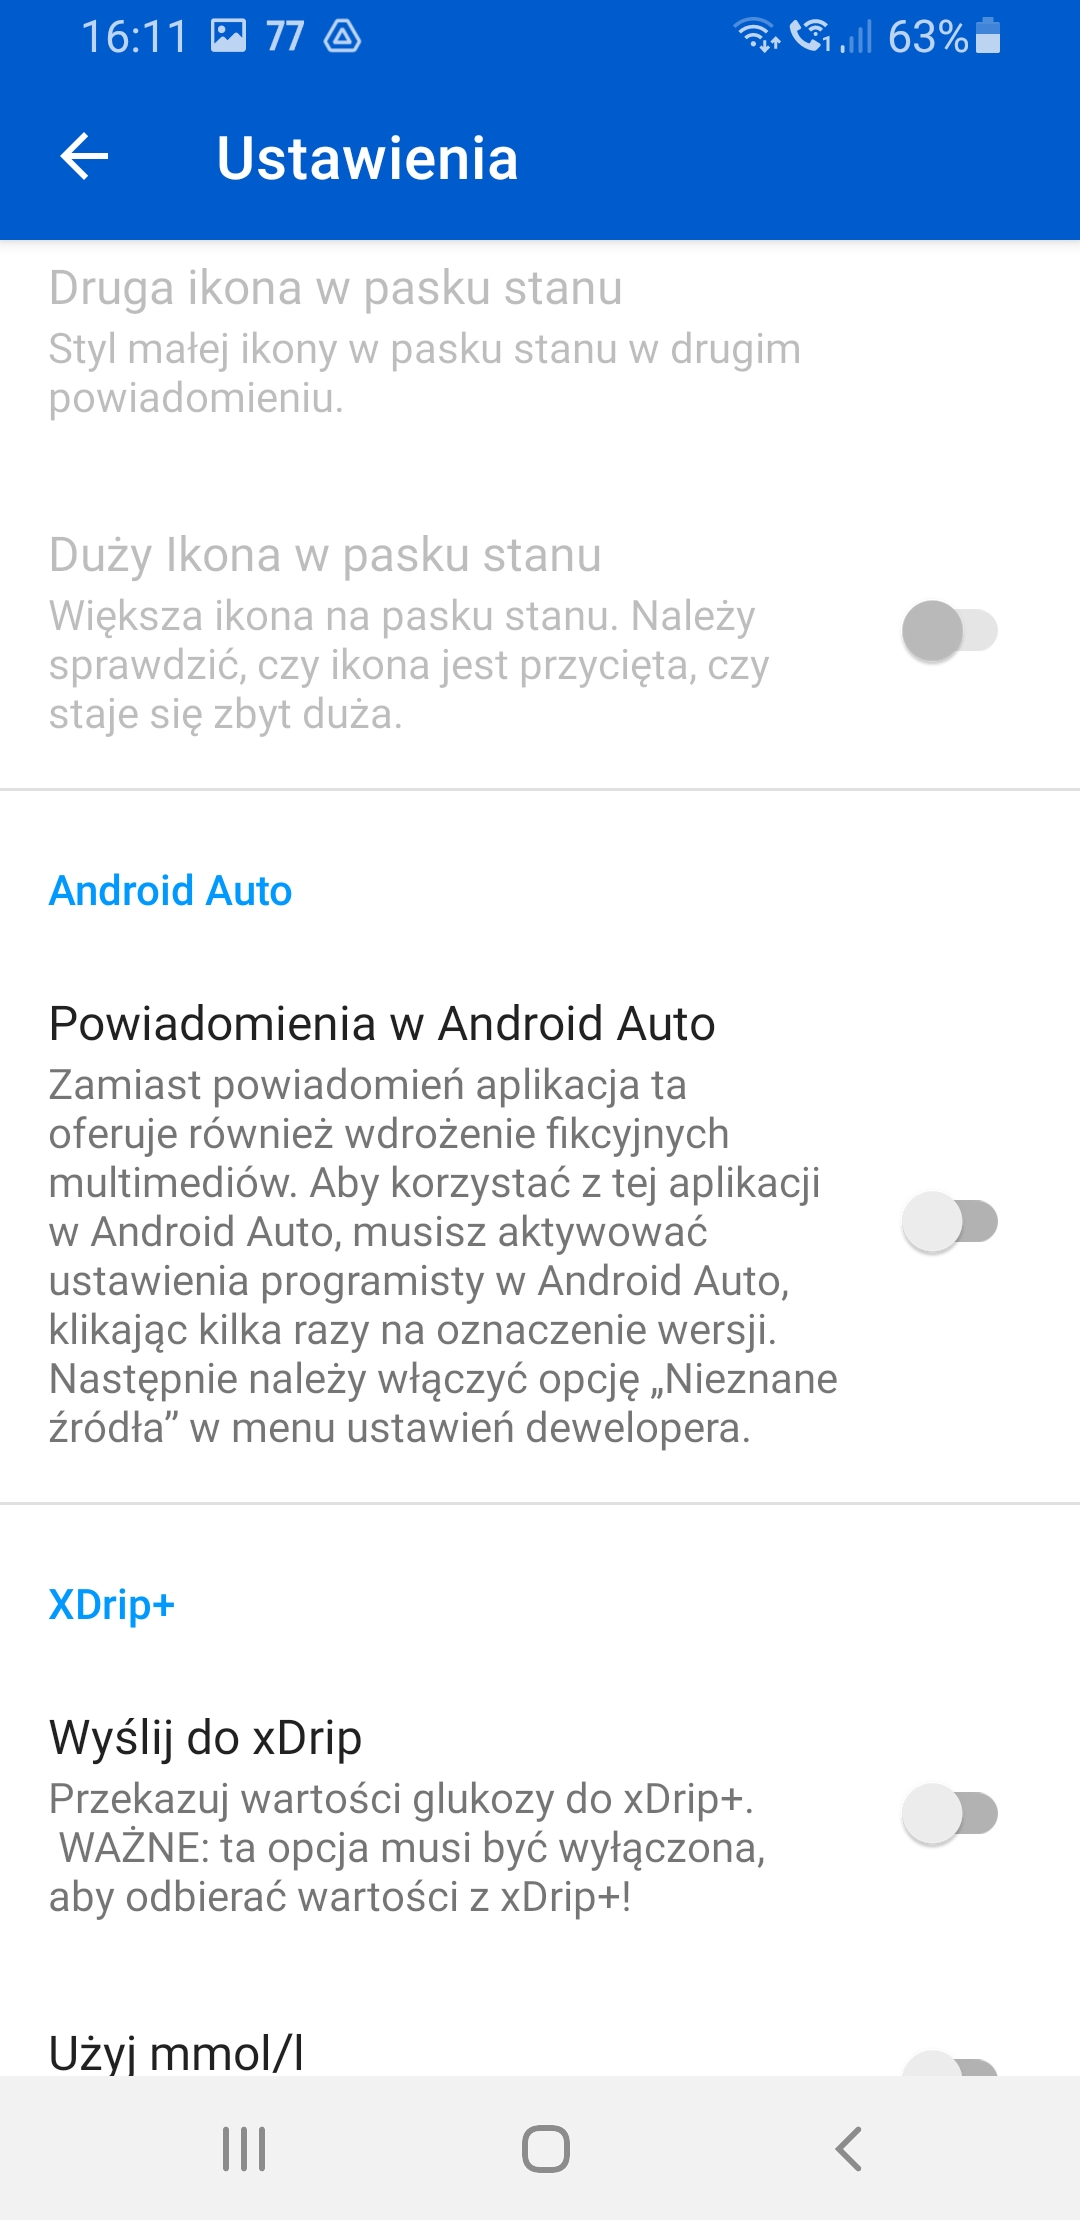 16:11 77 1 63%
Ustawienia
Druga ikona w pasku stanu
Styl małej ikony w pasku stanu w drugim
powiadomieniu.
Duży Ikona w pasku stanu
Większa ikona na pasku stanu. Należy
sprawdzić, czy ikona jest przycięta, czy
staje się zbyt duża.
Android Auto
Powiadomienia w Android Auto
Zamiast powiadomień aplikacja ta
oferuje również wdrożenie fikcyjnych
multimediów. Aby korzystać z tej aplikacji
w Android Auto, musisz aktywować
ustawienia programisty w Android Auto,
klikając kilka razy na oznaczenie wersji.
Następnie należy włączyć opcję „Nieznane
źródła” w menu ustawień dewelopera.
XDrip+
Wyślij do xDrip
Przekazuj wartości glukozy do xDrip+.
WAŻNE: ta opcja musi być wyłączona,
aby odbierać wartości z xDrip+!
Użyj mmol/l